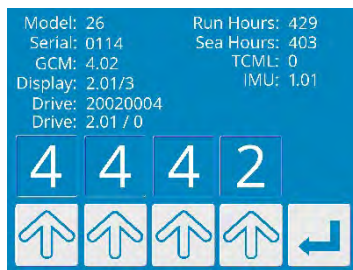 Model: 26
Serial: 0114
GCM: 4.02
Display: 2.01/3
Drive: 20020004
Drive: 2.01 / 0
Run Hours: 429
Sea Hours: 403
TCML: 0
IMU: 1.01
4 4 4 2